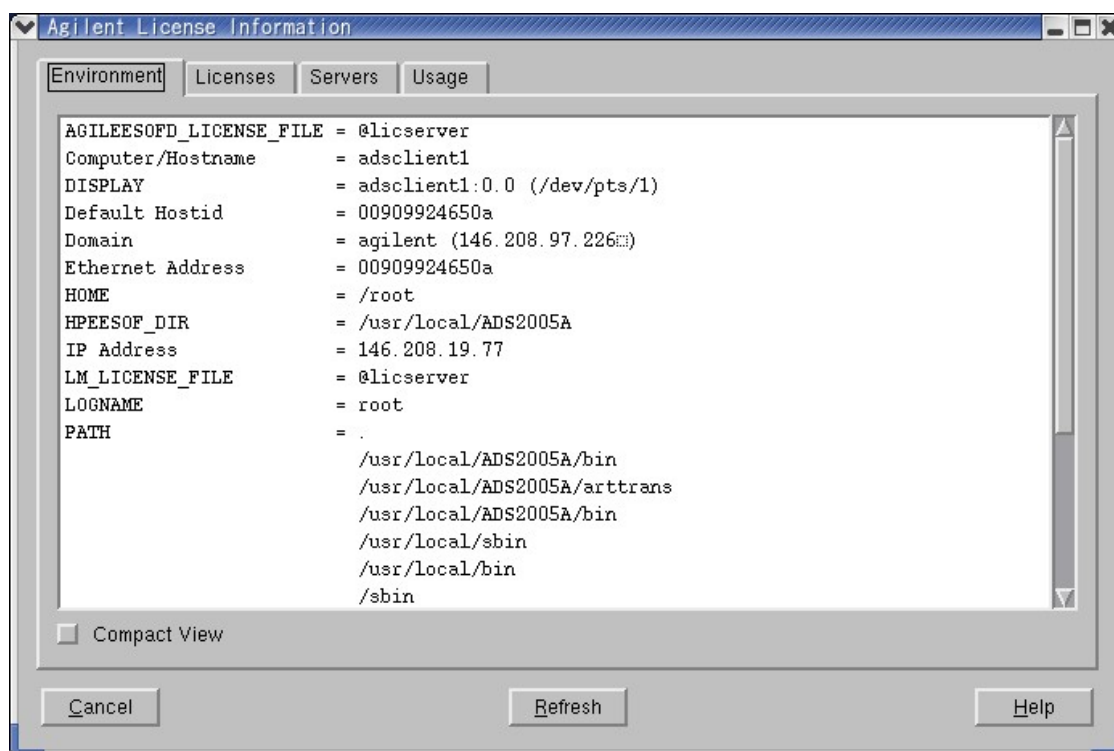 Agilent License Information
Environment Licenses Servers Usage
AGILEESOFD_LICENSE_FILE = @licserver
Computer/Hostname = adsclient1
DISPLAY = adsclient1:0.0 (/dev/pts/1)
Default Hostid = 00909924650a
Domain = agilent (146.208.97.226)
Ethernet Address = 00909924650a
HOME = /root
HPEESOF_DIR = /usr/local/ADS2005A
IP Address = 146.208.19.77
LM_LICENSE_FILE = @licserver
LOGNAME = root
PATH = .
/usr/local/ADS2005A/bin
/usr/local/ADS2005A/arttrans
/usr/local/ADS2005A/bin
/usr/local/sbin
/usr/local/bin
/sbin
Compact View
Cancel Refresh Help